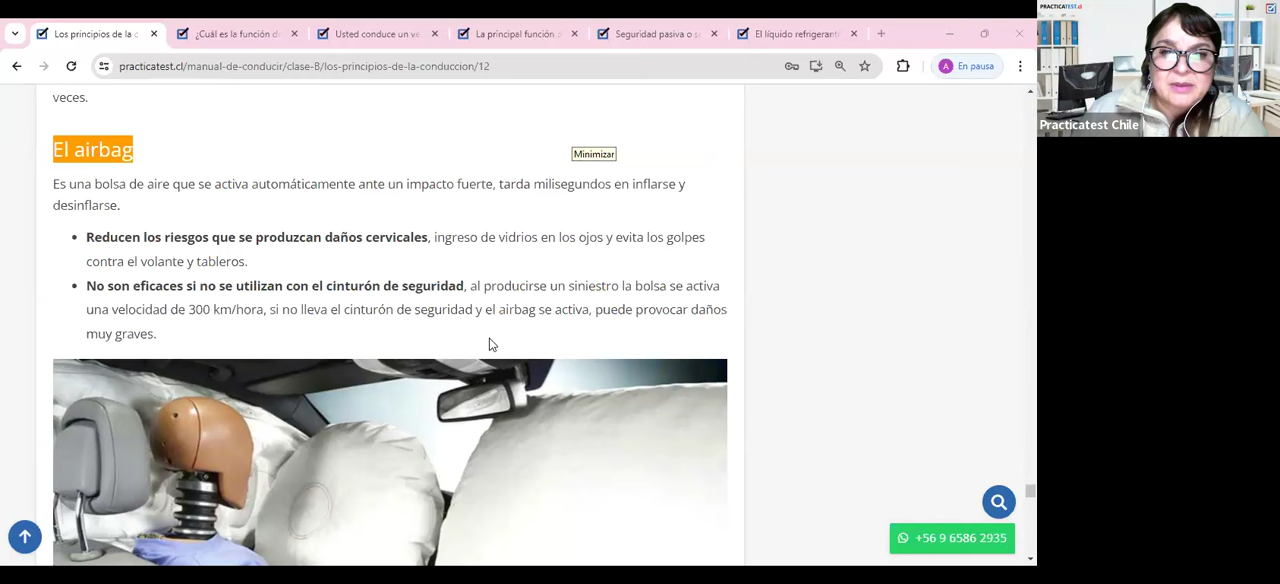 Los principios de la c
¿Cuál es la función d
Usted conduce un ve
La principal función
Seguridad pasiva o s
El líquido refrigerant
practicatest.cl/manual-de-conducir/clase-B/los-principios-de-la-conduccion/12
A En pausa
PRACTICATEST.cl
Practicatest Chile
veces.
El airbag
Minimizar
Es una bolsa de aire que se activa automáticamente ante un impacto fuerte, tarda milisegundos en inflarse y
desinflarse.
• Reducen los riesgos que se produzcan daños cervicales, ingreso de vidrios en los ojos y evita los golpes
contra el volante y tableros.
• No son eficaces si no se utilizan con el cinturón de seguridad, al producirse un siniestro la bolsa se activa
una velocidad de 300 km/hora, si no lleva el cinturón de seguridad y el airbag se activa, puede provocar daños
muy graves.
+56 9 6586 2935